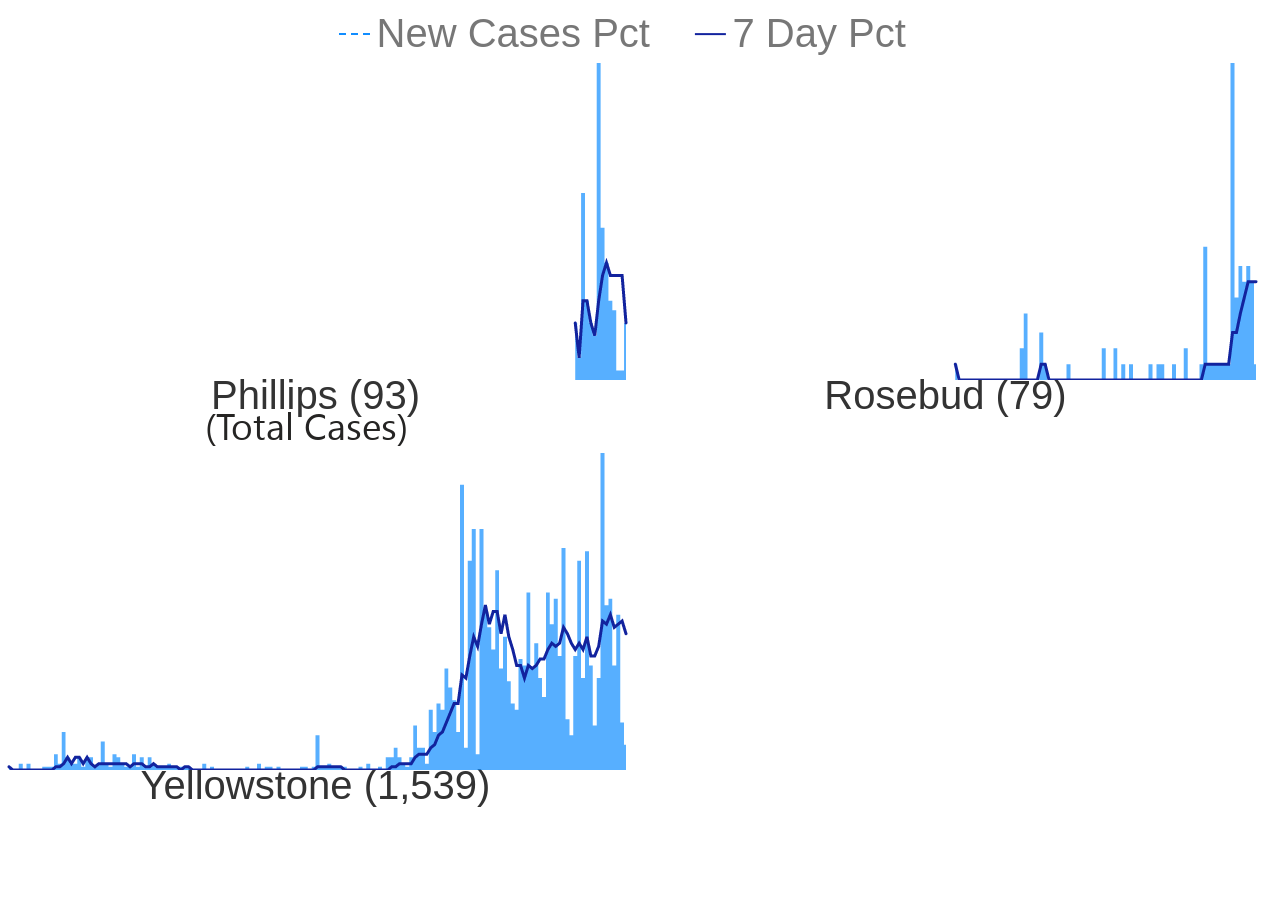 New Cases Pct 7 Day Pct
Phillips (93)
(Total Cases)
Rosebud (79)
Yellowstone (1,539)